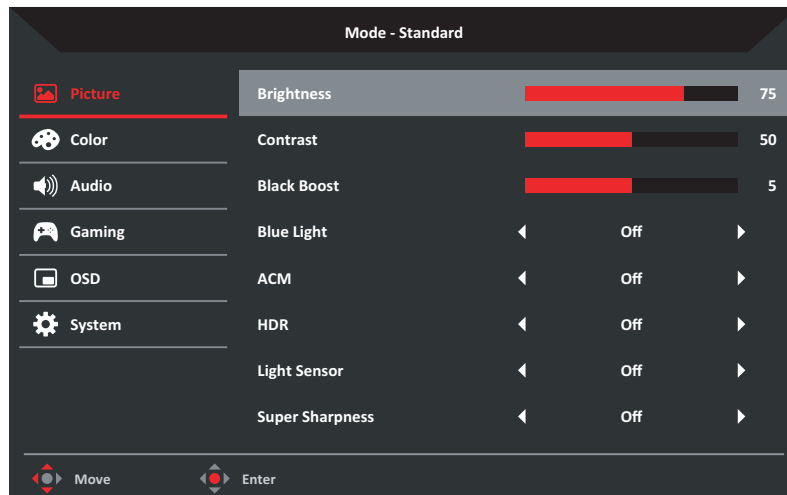 Mode - Standard
Picture
Color
Audio
Gaming
OSD
System
Brightness 75
Contrast 50
Black Boost 5
Blue Light Off
ACM Off
HDR Off
Light Sensor Off
Super Sharpness Off
Move Enter